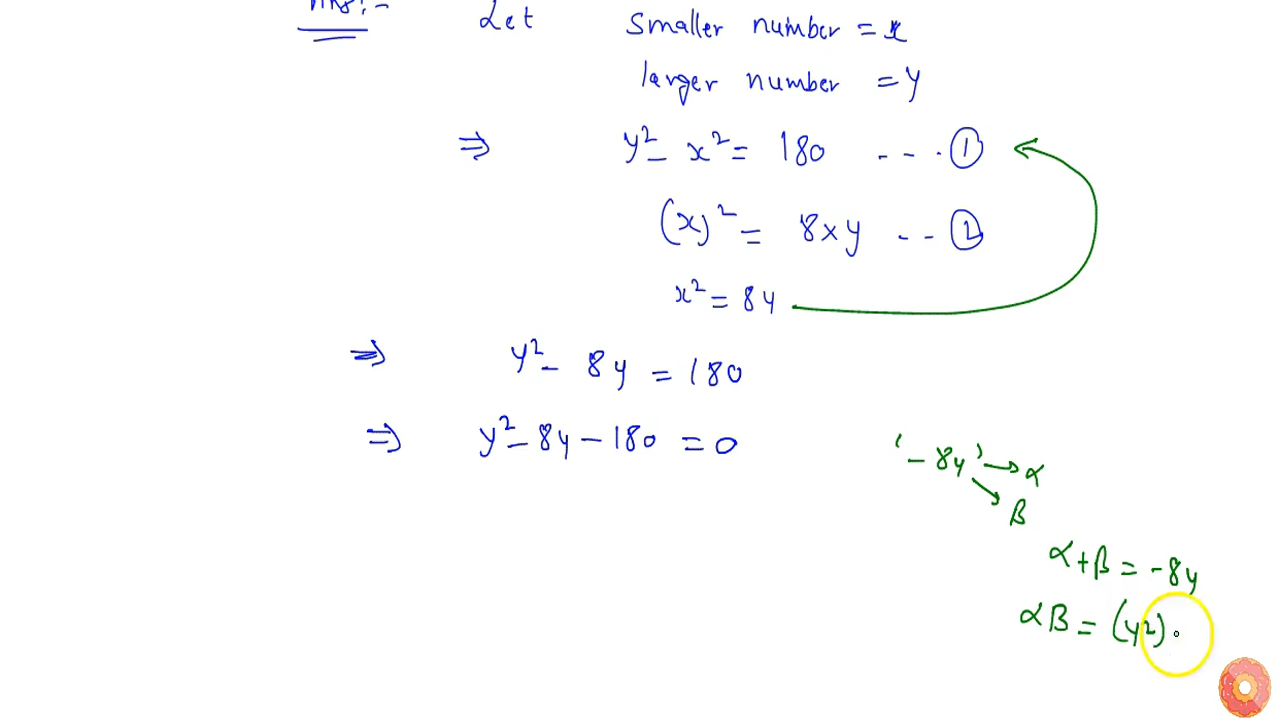 Let smaller number = x
larger number = y
⇒ y² - x² = 180 --- . ①
(x)² = 8xy -- ②
x² = 8y
⇒ y² - 8y = 180
⇒ y² - 8y - 180 = 0
'- 8y' → α
→ β
α + β = -8y
αβ = (y²) .